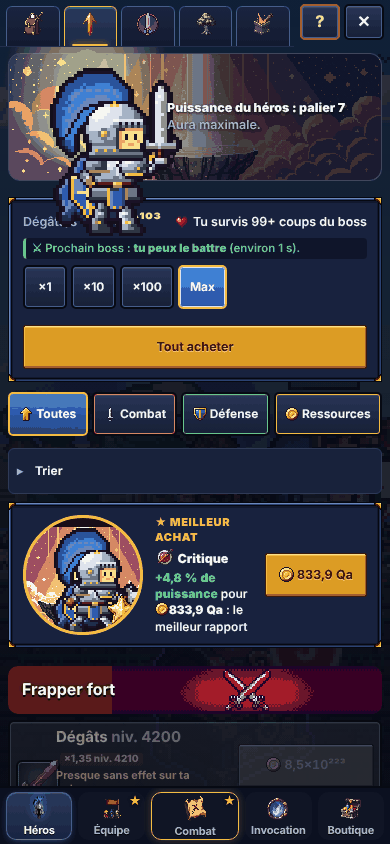 ?
×
Puissance du héros : palier 7
Aura maximale.
Tu survis 99+ coups du boss
Prochain boss : tu peux le battre (environ 1 s).
×1
×10
×100
Max
Tout acheter
Toutes
Combat
Défense
Ressources
▸ Trier
★ MEILLEUR
ACHAT
Critique
+4,8 % de
puissance pour
833,9 Qa : le
meilleur rapport
833,9 Qa
Frapper fort
Dégâts niv. 4200
×1,35 niv. 4210
Presque sans effet sur ta
8,5×10²²³
Héros
Équipe
Combat
Invocation
Boutique